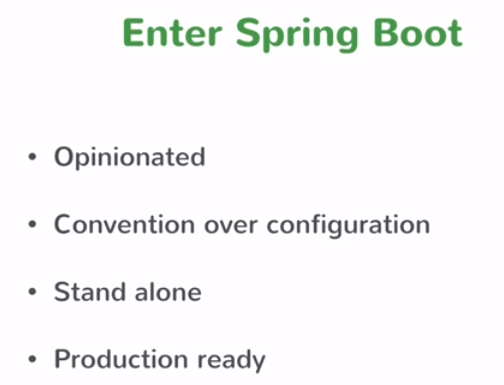 Enter Spring Boot
• Opinionated
• Convention over configuration
• Stand alone
• Production ready